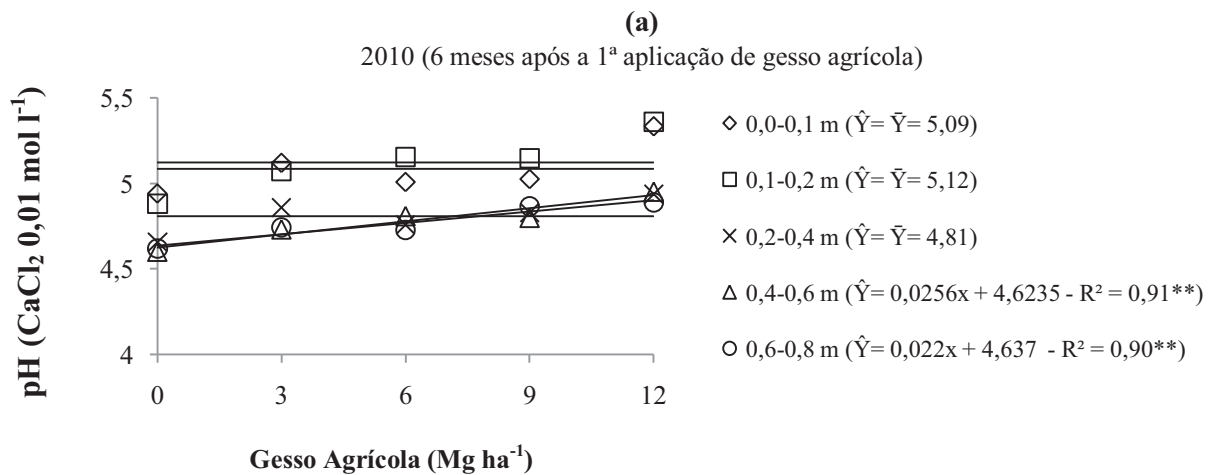 (a)
2010 (6 meses após a 1ª aplicação de gesso agrícola)
pH (CaCl₂ 0,01 mol l⁻¹)
5,5
5
4,5
4
0 3 6 9 12
Gesso Agrícola (Mg ha⁻¹)
0,0-0,1 m (Ŷ= Ȳ= 5,09)
0,1-0,2 m (Ŷ= Ȳ= 5,12)
0,2-0,4 m (Ŷ= Ȳ= 4,81)
0,4-0,6 m (Ŷ= 0,0256x + 4,6235 - R² = 0,91**)
0,6-0,8 m (Ŷ= 0,022x + 4,637 - R² = 0,90**)